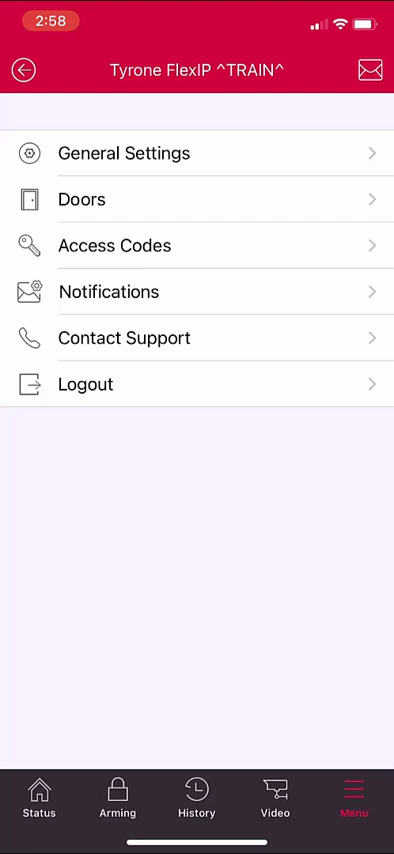 2:58
Tyrone FlexIP ^TRAIN^
General Settings
Doors
Access Codes
Notifications
Contact Support
Logout
Status Arming History Video Menu